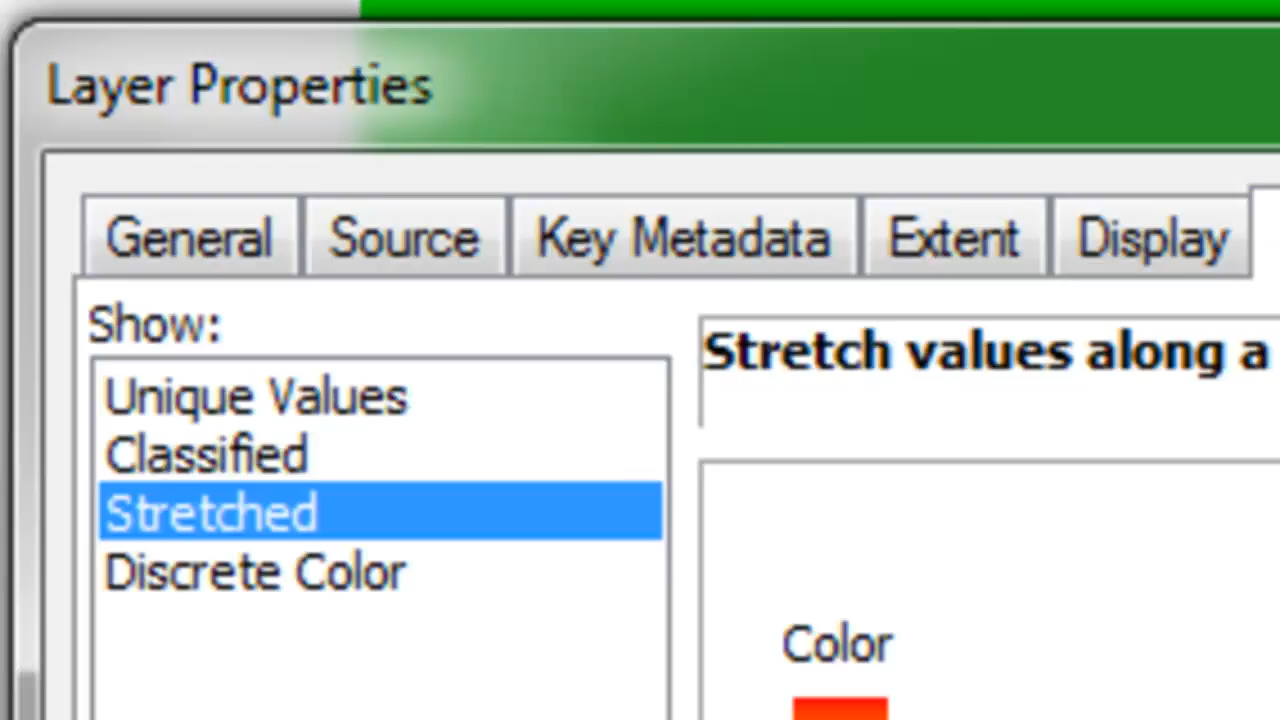 Layer Properties
General Source Key Metadata Extent Display
Show:
Unique Values
Classified
Stretched
Discrete Color
Stretch values along a
Color